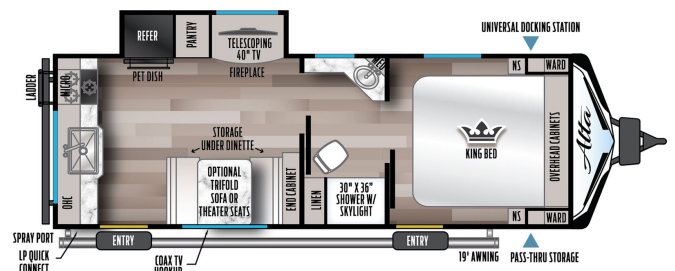 UNIVERSAL DOCKING STATION
REFER
PANTRY
TELESCOPING
40" TV
FIREPLACE
PET DISH
LADDER
MICRO
NS
WARD
STORAGE
UNDER DINETTE
OPTIONAL
TRIFOLD
SOFA OR
THEATER SEATS
END CABINET
LINEN
30" X 36"
SHOWER W/
SKYLIGHT
KING BED
OVERHEAD CABINETS
Alta
OHC
NS
WARD
SPRAY PORT
ENTRY
ENTRY
19' AWNING
PASS-THRU STORAGE
LP QUICK
CONNECT
COAX TV
HOOKUP